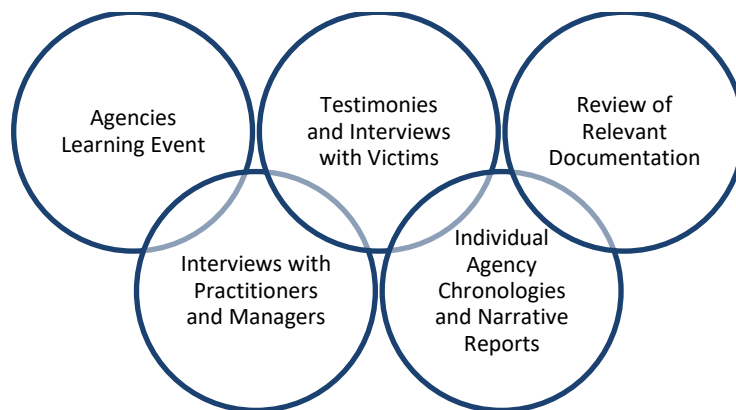 Agencies
Learning Event
Testimonies
and Interviews
with Victims
Review of
Relevant
Documentation
Interviews with
Practitioners
and Managers
Individual
Agency
Chronologies
and Narrative
Reports